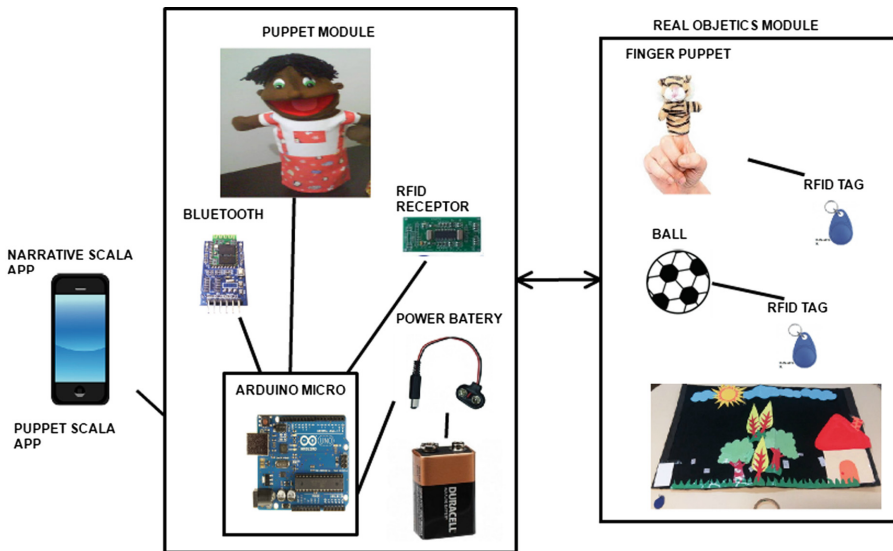 PUPPET MODULE
REAL OBJETICS MODULE
FINGER PUPPET
RFID
RECEPTOR
RFID TAG
BLUETOOTH
BALL
NARRATIVE SCALA
APP
RFID TAG
POWER BATERY
ARDUINO MICRO
PUPPET SCALA
APP
UNO
ARDUINO
DURACELL